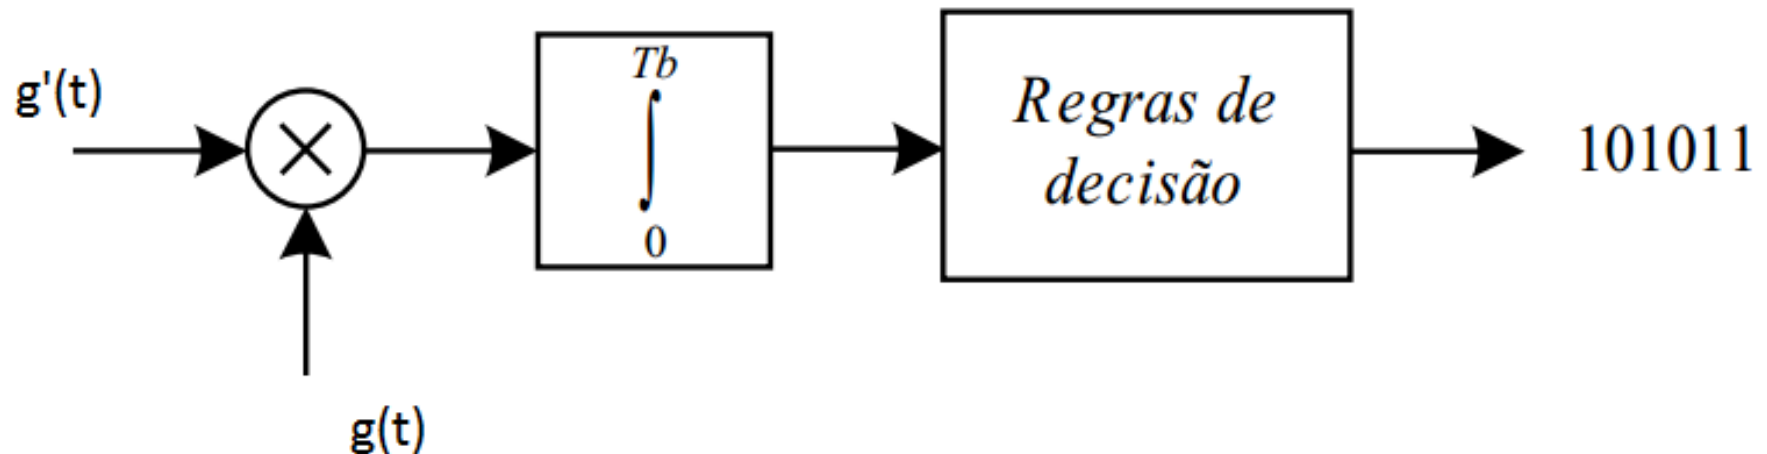 g'(t)
Tb
∫
0
Regras de
decisão
101011
g(t)